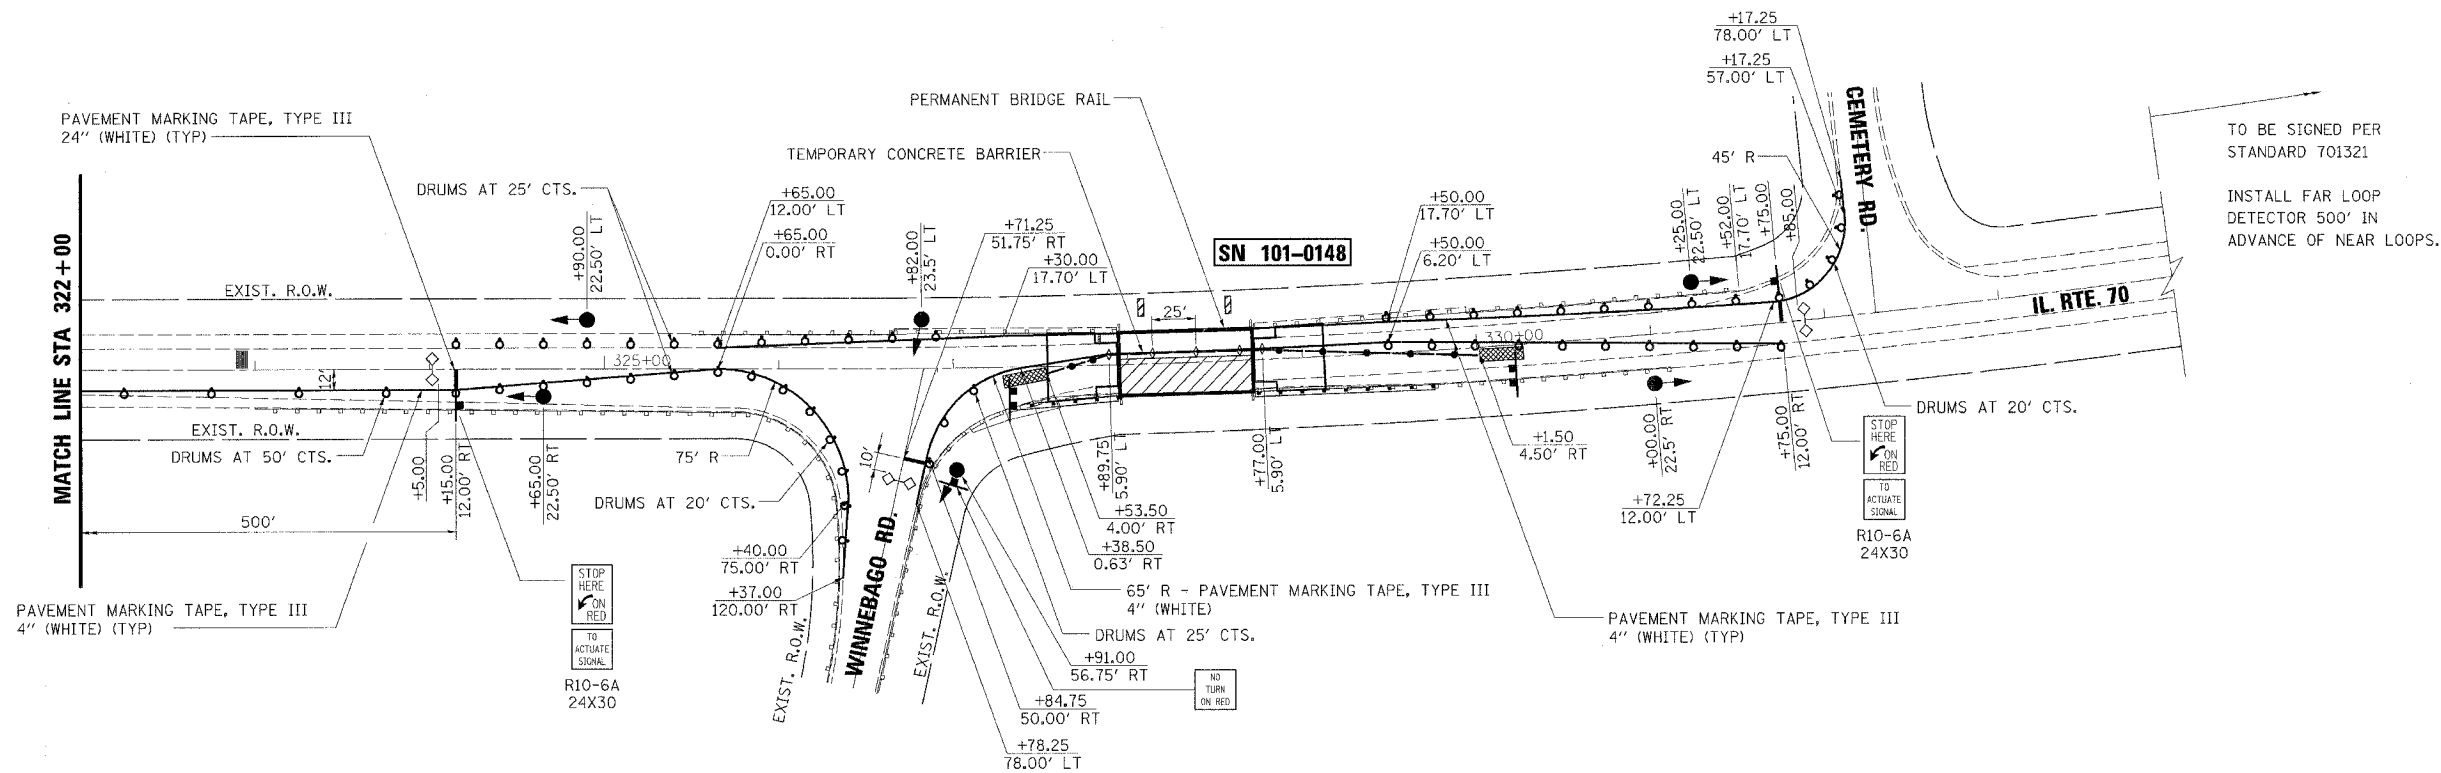 +17.25
78.00' LT
+17.25
57.00' LT
CEMETERY RD.
PERMANENT BRIDGE RAIL
PAVEMENT MARKING TAPE, TYPE III
24" (WHITE) (TYP)
TO BE SIGNED PER
STANDARD 701321
TEMPORARY CONCRETE BARRIER
45' R
DRUMS AT 25' CTS.
+65.00
12.00' LT
+50.00
17.70' LT
INSTALL FAR LOOP
DETECTOR 500' IN
ADVANCE OF NEAR LOOPS.
+90.00
22.50' LT
+65.00
0.00' RT
+82.00
23.5' LT
+71.25
51.75' RT
+30.00
17.70' LT
SN 101-0148
+50.00
6.20' LT
+25.00
22.50' LT
+52.00
17.70' LT
+75.00
+85.00
MATCH LINE STA 322+00
EXIST. R.O.W.
25'
IL. RTE. 70
325+00
330+00
12'
EXIST. R.O.W.
DRUMS AT 50' CTS.
75' R
10'
+5.00
+15.00
12.00' RT
+65.00
22.50' RT
+89.75
5.90' L
+77.00
5.90' LT
+1.50
4.50' RT
+00.00
22.5' RT
+75.00
12.00' RT
DRUMS AT 20' CTS.
STOP
HERE
ON
RED
TO
ACTUATE
SIGNAL
R10-6A
24X30
500'
DRUMS AT 20' CTS.
+53.50
4.00' RT
+72.25
12.00' LT
+40.00
75.00' RT
+38.50
0.63' RT
+37.00
120.00' RT
WINNEBAGO RD.
EXIST. R.O.W.
EXIST. R.O.W.
65' R - PAVEMENT MARKING TAPE, TYPE III
4" (WHITE)
PAVEMENT MARKING TAPE, TYPE III
4" (WHITE) (TYP)
STOP
HERE
ON
RED
TO
ACTUATE
SIGNAL
R10-6A
24X30
DRUMS AT 25' CTS.
PAVEMENT MARKING TAPE, TYPE III
4" (WHITE) (TYP)
+91.00
56.75' RT
NO
TURN
ON RED
+84.75
50.00' RT
+78.25
78.00' LT